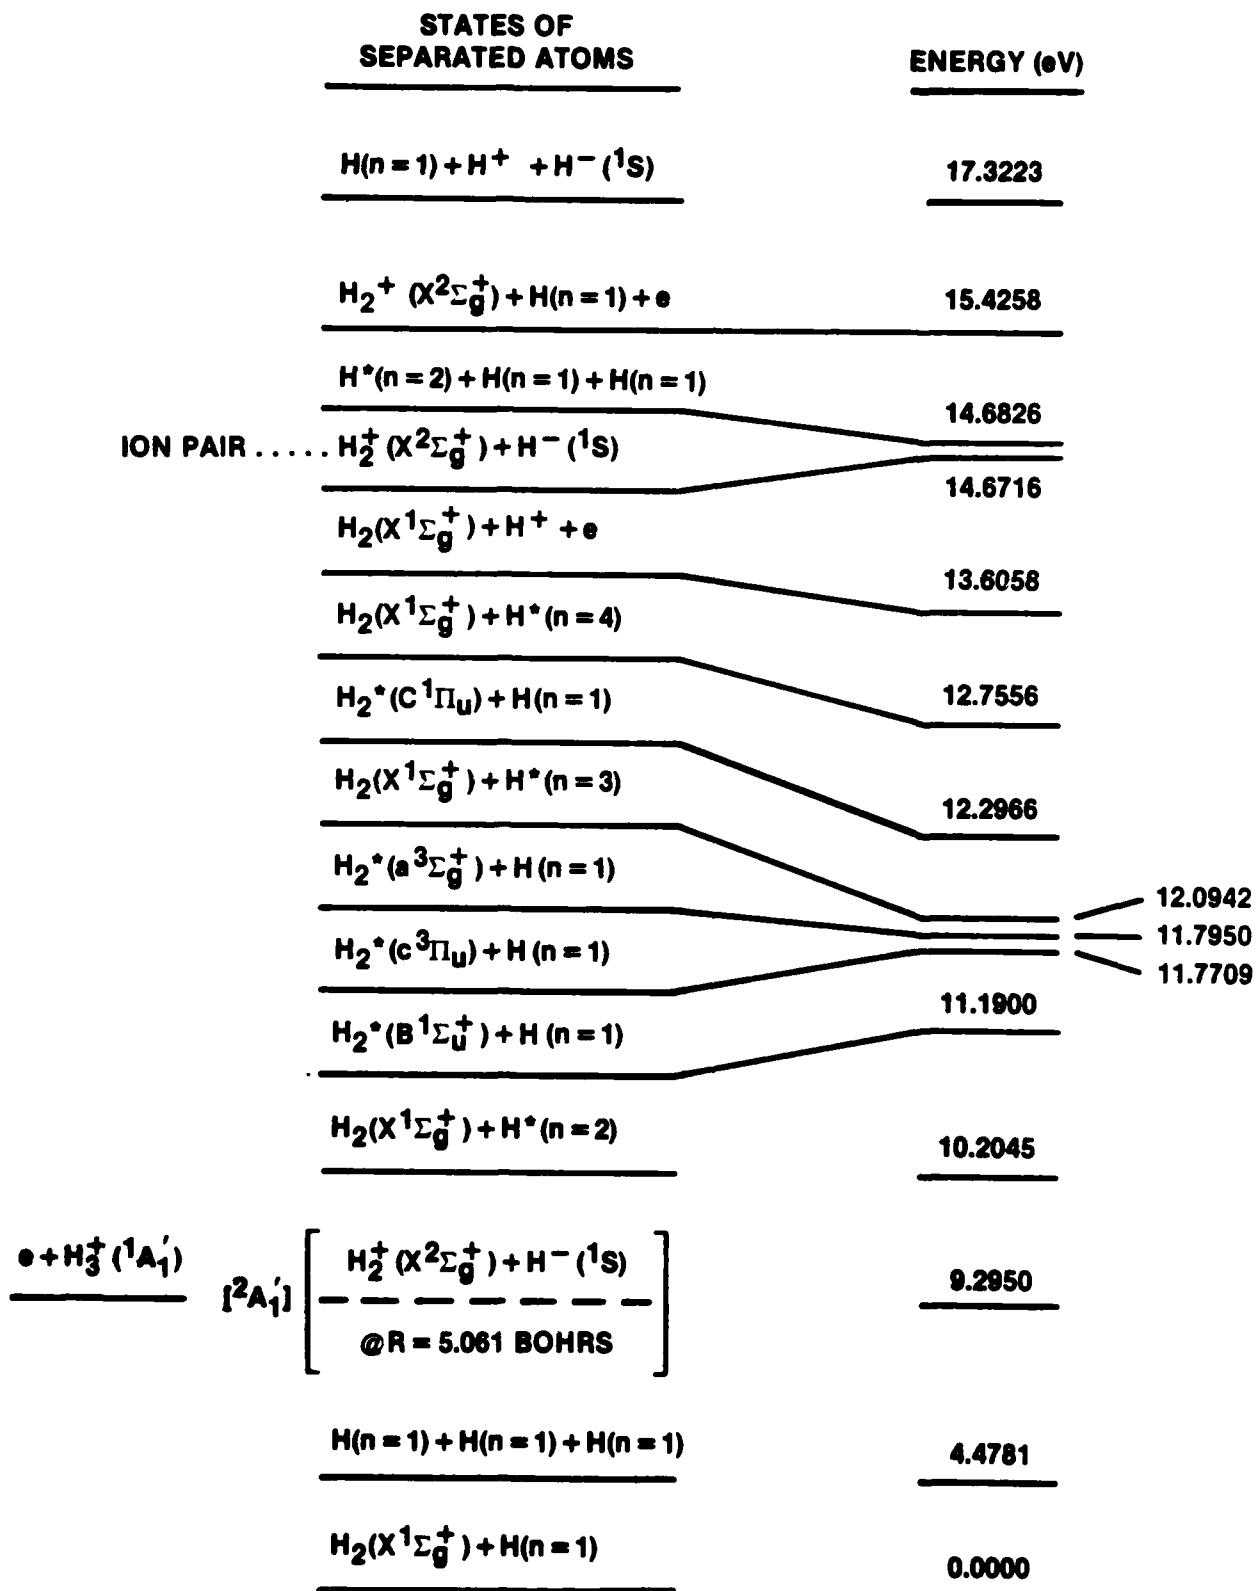 STATES OF
SEPARATED ATOMS
ENERGY (eV)
H(n = 1) + H⁺ + H⁻ (¹S) 17.3223
H₂⁺ (X²Σg⁺) + H(n = 1) + e 15.4258
H*(n = 2) + H(n = 1) + H(n = 1) 14.6826
ION PAIR ..... H₂⁺(X²Σg⁺) + H⁻ (¹S) 14.6716
H₂(X¹Σg⁺) + H⁺ + e 13.6058
H₂(X¹Σg⁺) + H*(n = 4) 12.7556
H₂*(C¹Πu) + H(n = 1) 12.2966
H₂(X¹Σg⁺) + H*(n = 3) 12.0942
H₂*(a³Σg⁺) + H(n = 1) 11.7950
H₂*(c³Πu) + H(n = 1) 11.7709
H₂*(B¹Σu⁺) + H(n = 1) 11.1900
H₂(X¹Σg⁺) + H*(n = 2) 10.2045
e + H₃⁺(¹A₁′) [²A₁′] H₂⁺(X²Σg⁺) + H⁻ (¹S) 9.2950
@R = 5.061 BOHRS
H(n = 1) + H(n = 1) + H(n = 1) 4.4781
H₂(X¹Σg⁺) + H(n = 1) 0.0000